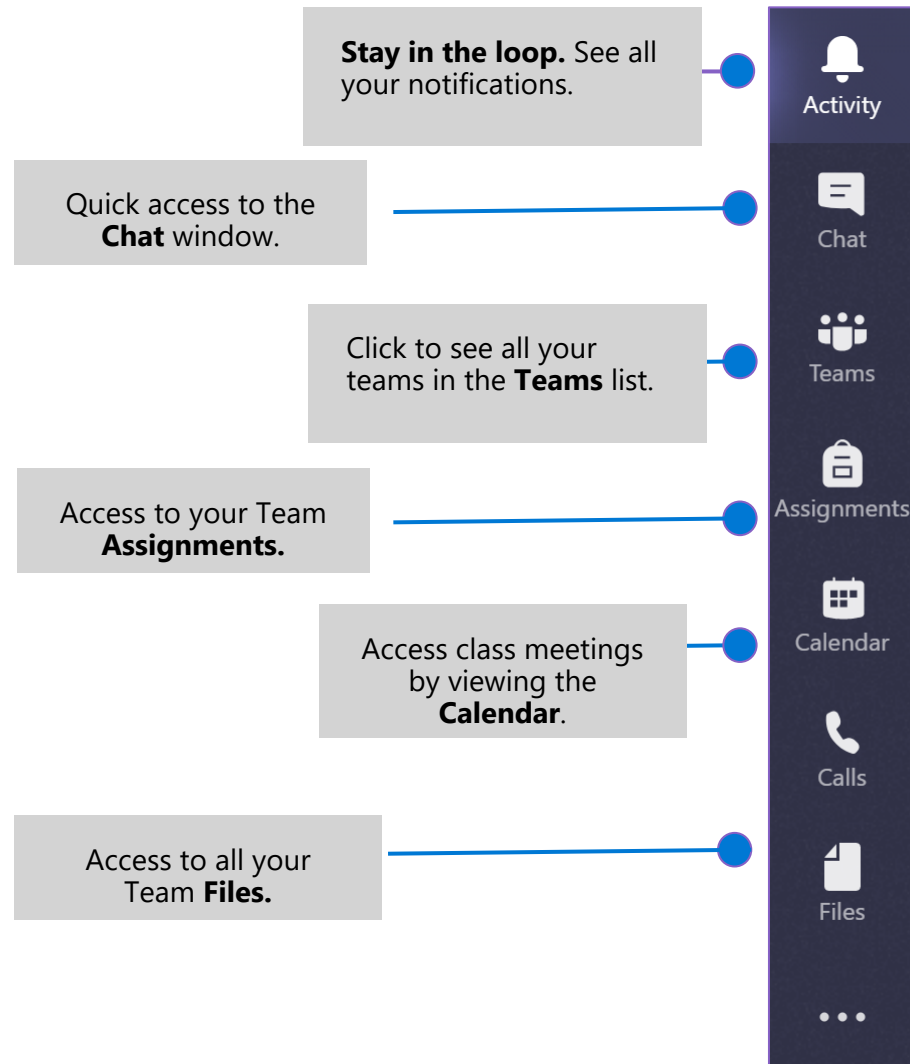 Stay in the loop. See all
your notifications.
Activity
Quick access to the
Chat window.
Chat
Click to see all your
teams in the Teams list.
Teams
Access to your Team
Assignments.
Assignments
Access class meetings
by viewing the
Calendar.
Calendar
Calls
Access to all your
Team Files.
Files